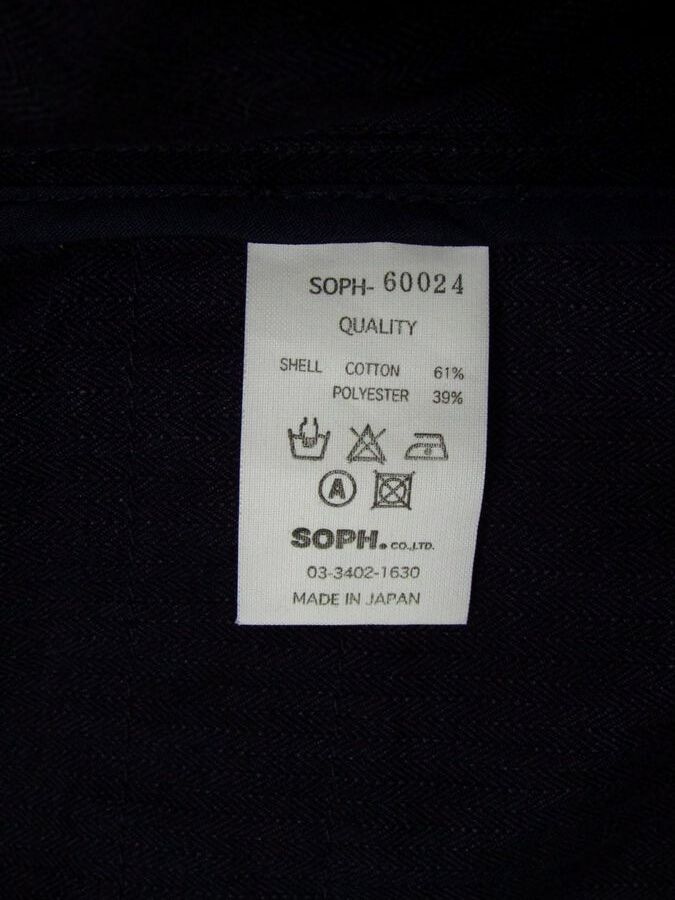 SOPH- 60024
QUALITY
SHELL COTTON 61%
POLYESTER 39%
A
SOPH. CO.,LTD.
03-3402-1630
MADE IN JAPAN